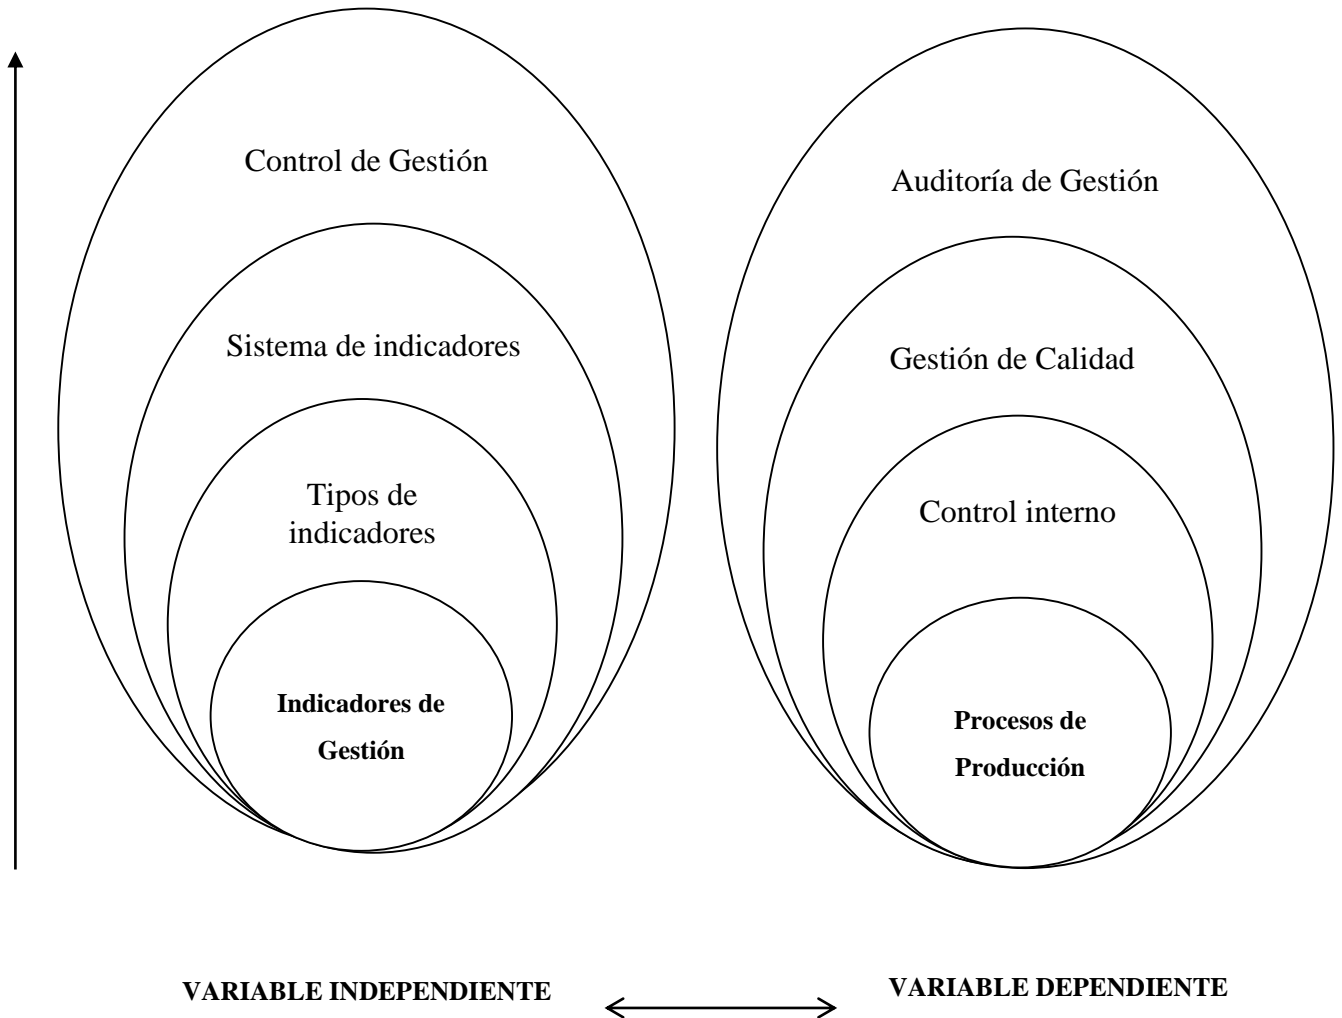 Control de Gestión
Sistema de indicadores
Tipos de
indicadores
Indicadores de
Gestión
Auditoría de Gestión
Gestión de Calidad
Control interno
Procesos de
Producción
VARIABLE INDEPENDIENTE
VARIABLE DEPENDIENTE